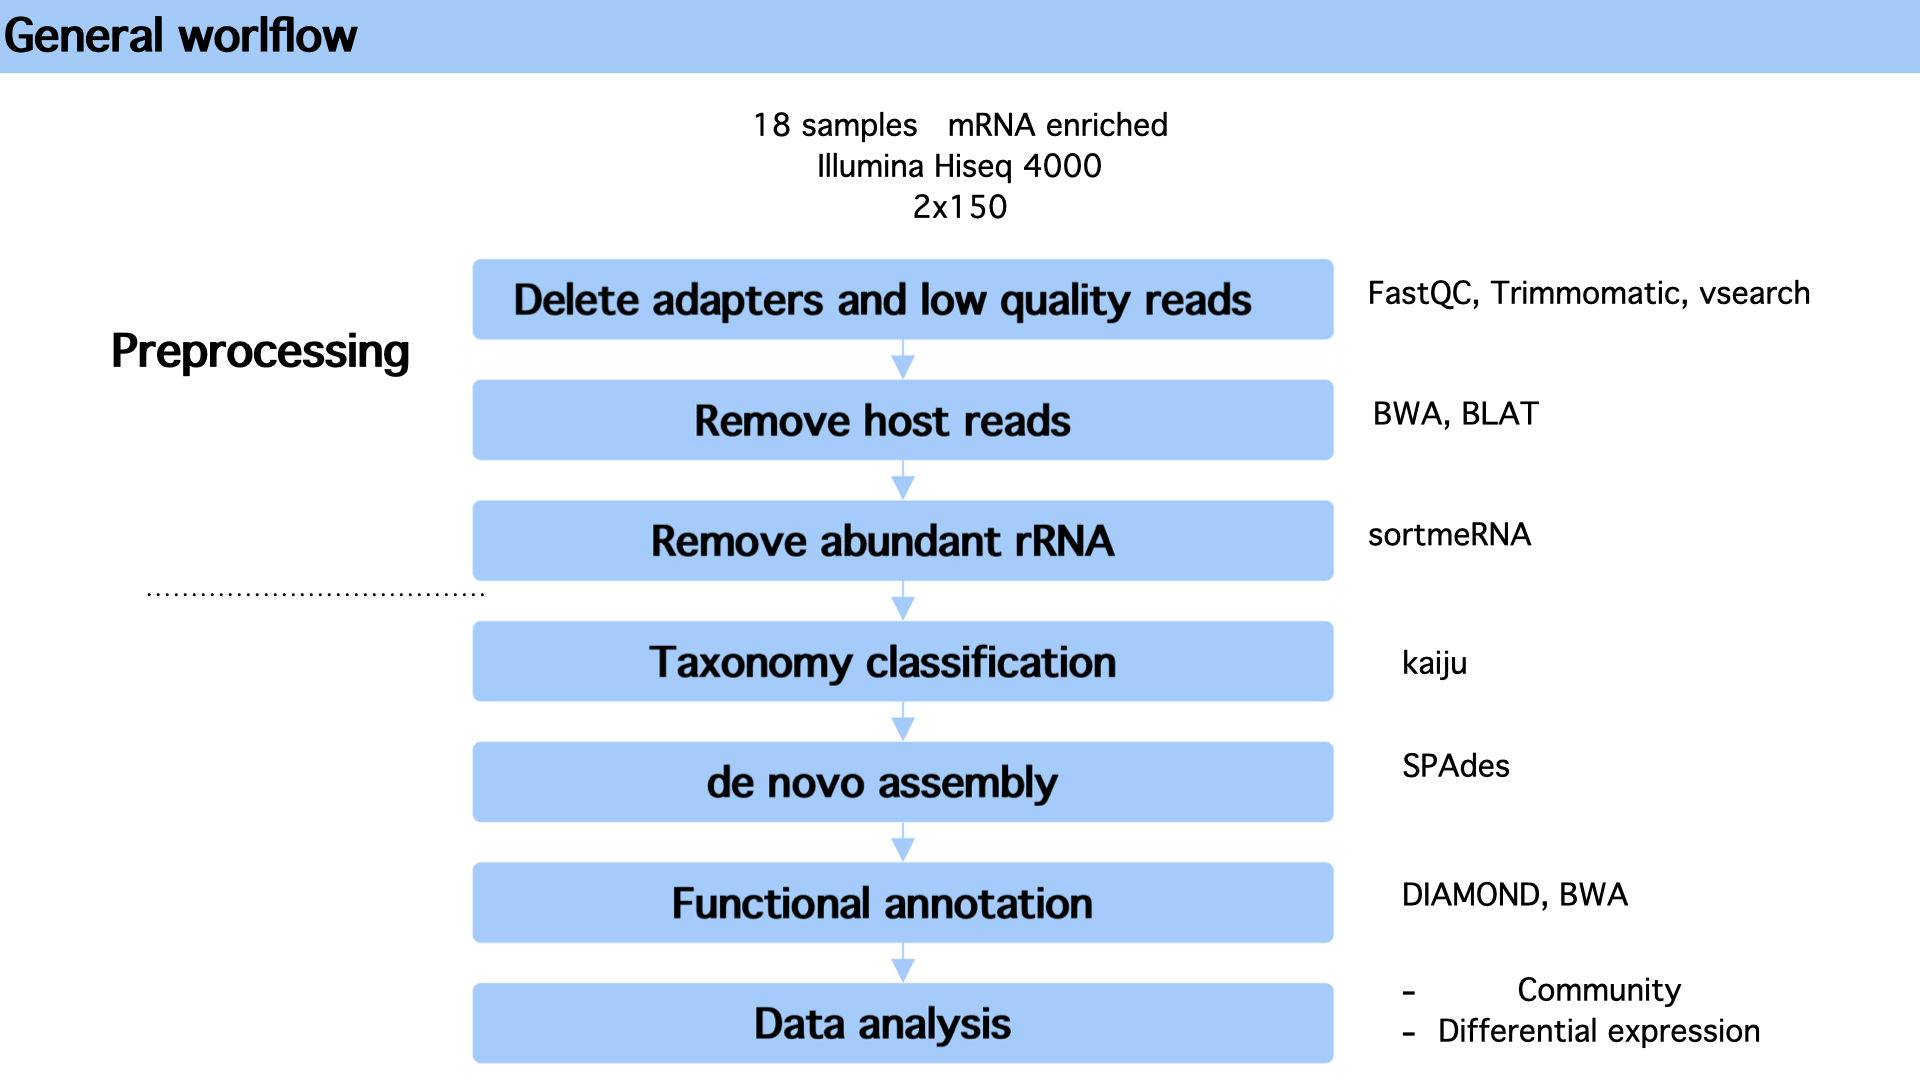 General worlflow
18 samples   mRNA enriched
Illumina Hiseq 4000
2x150
Preprocessing
Delete adapters and low quality reads
FastQC, Trimmomatic, vsearch
Remove host reads
BWA, BLAT
Remove abundant rRNA
sortmeRNA
Taxonomy classification
kaiju
de novo assembly
SPAdes
Functional annotation
DIAMOND, BWA
Data analysis
- Community
- Differential expression